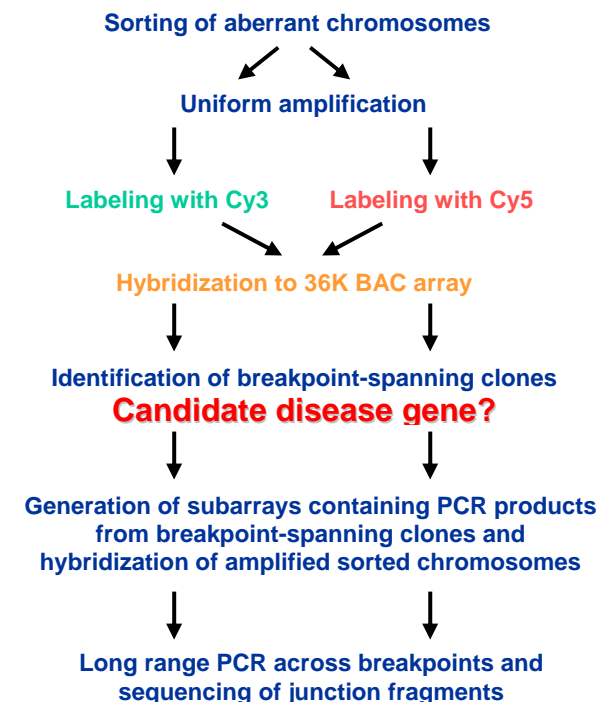 Sorting of aberrant chromosomes
Uniform amplification
Labeling with Cy3 Labeling with Cy5
Hybridization to 36K BAC array
Identification of breakpoint-spanning clones
Candidate disease gene?
Generation of subarrays containing PCR products
from breakpoint-spanning clones and
hybridization of amplified sorted chromosomes
Long range PCR across breakpoints and
sequencing of junction fragments